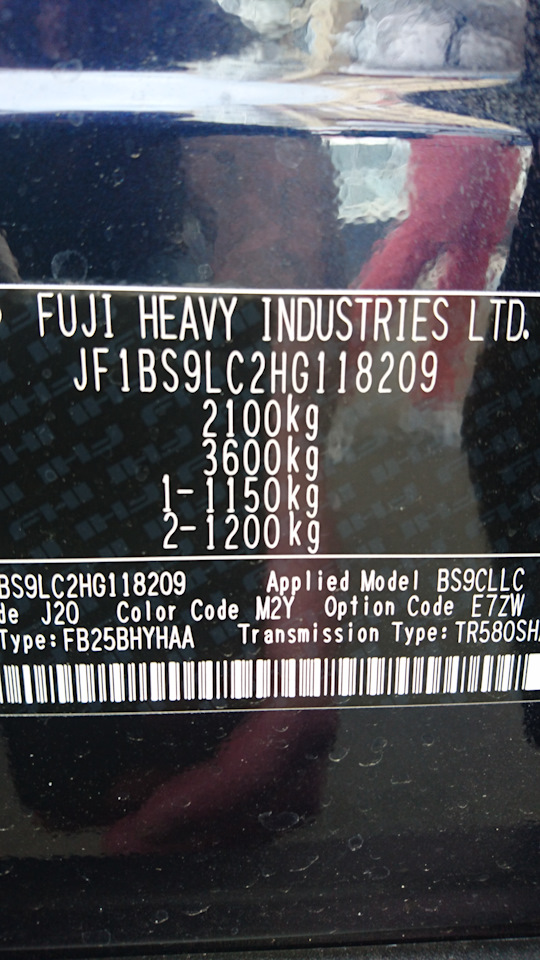 FUJI HEAVY INDUSTRIES LTD.
JF1BS9LC2HG118209
2100kg
3600kg
1-1150kg
2-1200kg
BS9LC2HG118209 Applied Model BS9CLLC
de J20 Color Code M2Y Option Code E7ZW
Type: FB25BHYHAA Transmission Type: TR580SH